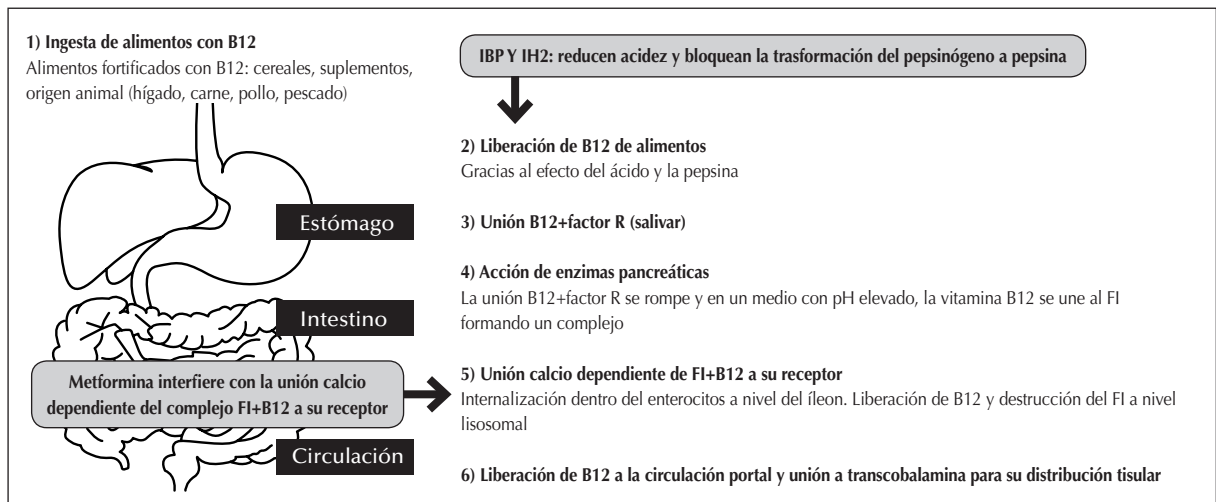 1) Ingesta de alimentos con B12
Alimentos fortificados con B12: cereales, suplementos,
origen animal (hígado, carne, pollo, pescado)
IBP Y IH2: reducen acidez y bloquean la trasformación del pepsinógeno a pepsina
2) Liberación de B12 de alimentos
Gracias al efecto del ácido y la pepsina
Estómago
3) Unión B12+factor R (salivar)
4) Acción de enzimas pancreáticas
La unión B12+factor R se rompe y en un medio con pH elevado, la vitamina B12 se une al FI
formando un complejo
Intestino
Metformina interfiere con la unión calcio
dependiente del complejo FI+B12 a su receptor
5) Unión calcio dependiente de FI+B12 a su receptor
Internalización dentro del enterocitos a nivel del íleon. Liberación de B12 y destrucción del FI a nivel
lisosomal
Circulación
6) Liberación de B12 a la circulación portal y unión a transcobalamina para su distribución tisular